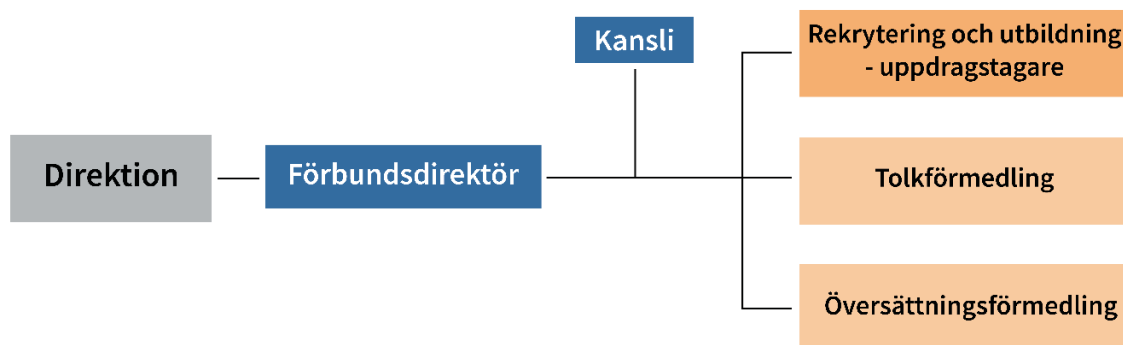 Kansli
Rekrytering och utbildning
- uppdragstagare
Direktion
Förbundsdirektör
Tolkförmedling
Översättningsförmedling